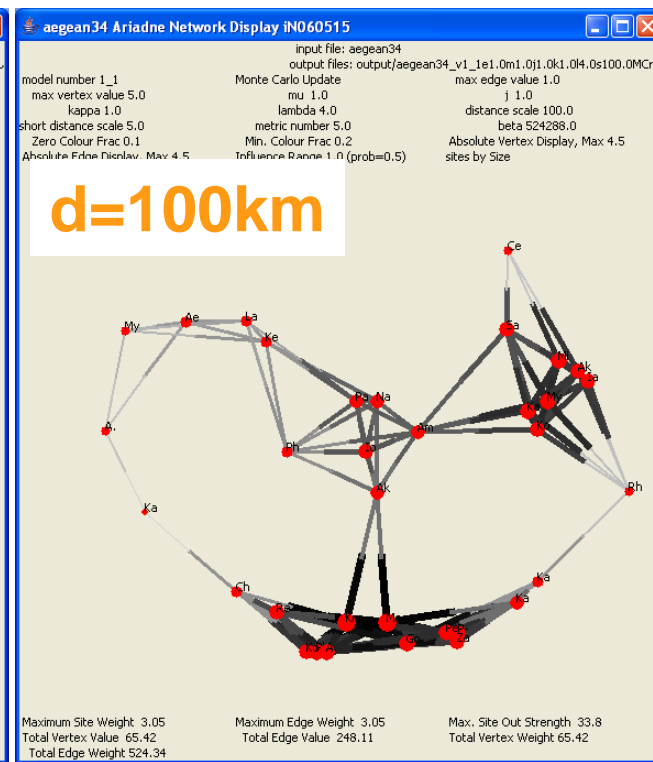 aegean34 Ariadne Network Display iN060515
input file: aegean34
output files: output/aegean34_v1_1e1.0m1.0j1.0k1.0l4.0s100.0MCr
model number 1_1 Monte Carlo Update max edge value 1.0
max vertex value 5.0 mu 1.0 j 1.0
kappa 1.0 lambda 4.0 distance scale 100.0
short distance scale 5.0 metric number 5.0 beta 524288.0
Zero Colour Frac 0.1 Min. Colour Frac 0.2 Absolute Vertex Display, Max 4.5
Absolute Edge Display, Max 4.5 Influence Range 1.0 (prob=0.5) sites by Size
d=100km
Ce
My Ae La Sa
Ke
Ak
Ia
Pa Na My
Ph Io Am
A.
Ak Rh
Ka
Ka
Ch Ka
Maximum Site Weight 3.05 Maximum Edge Weight 3.05 Max. Site Out Strength 33.8
Total Vertex Value 65.42 Total Edge Value 248.11 Total Vertex Weight 65.42
Total Edge Weight 524.34